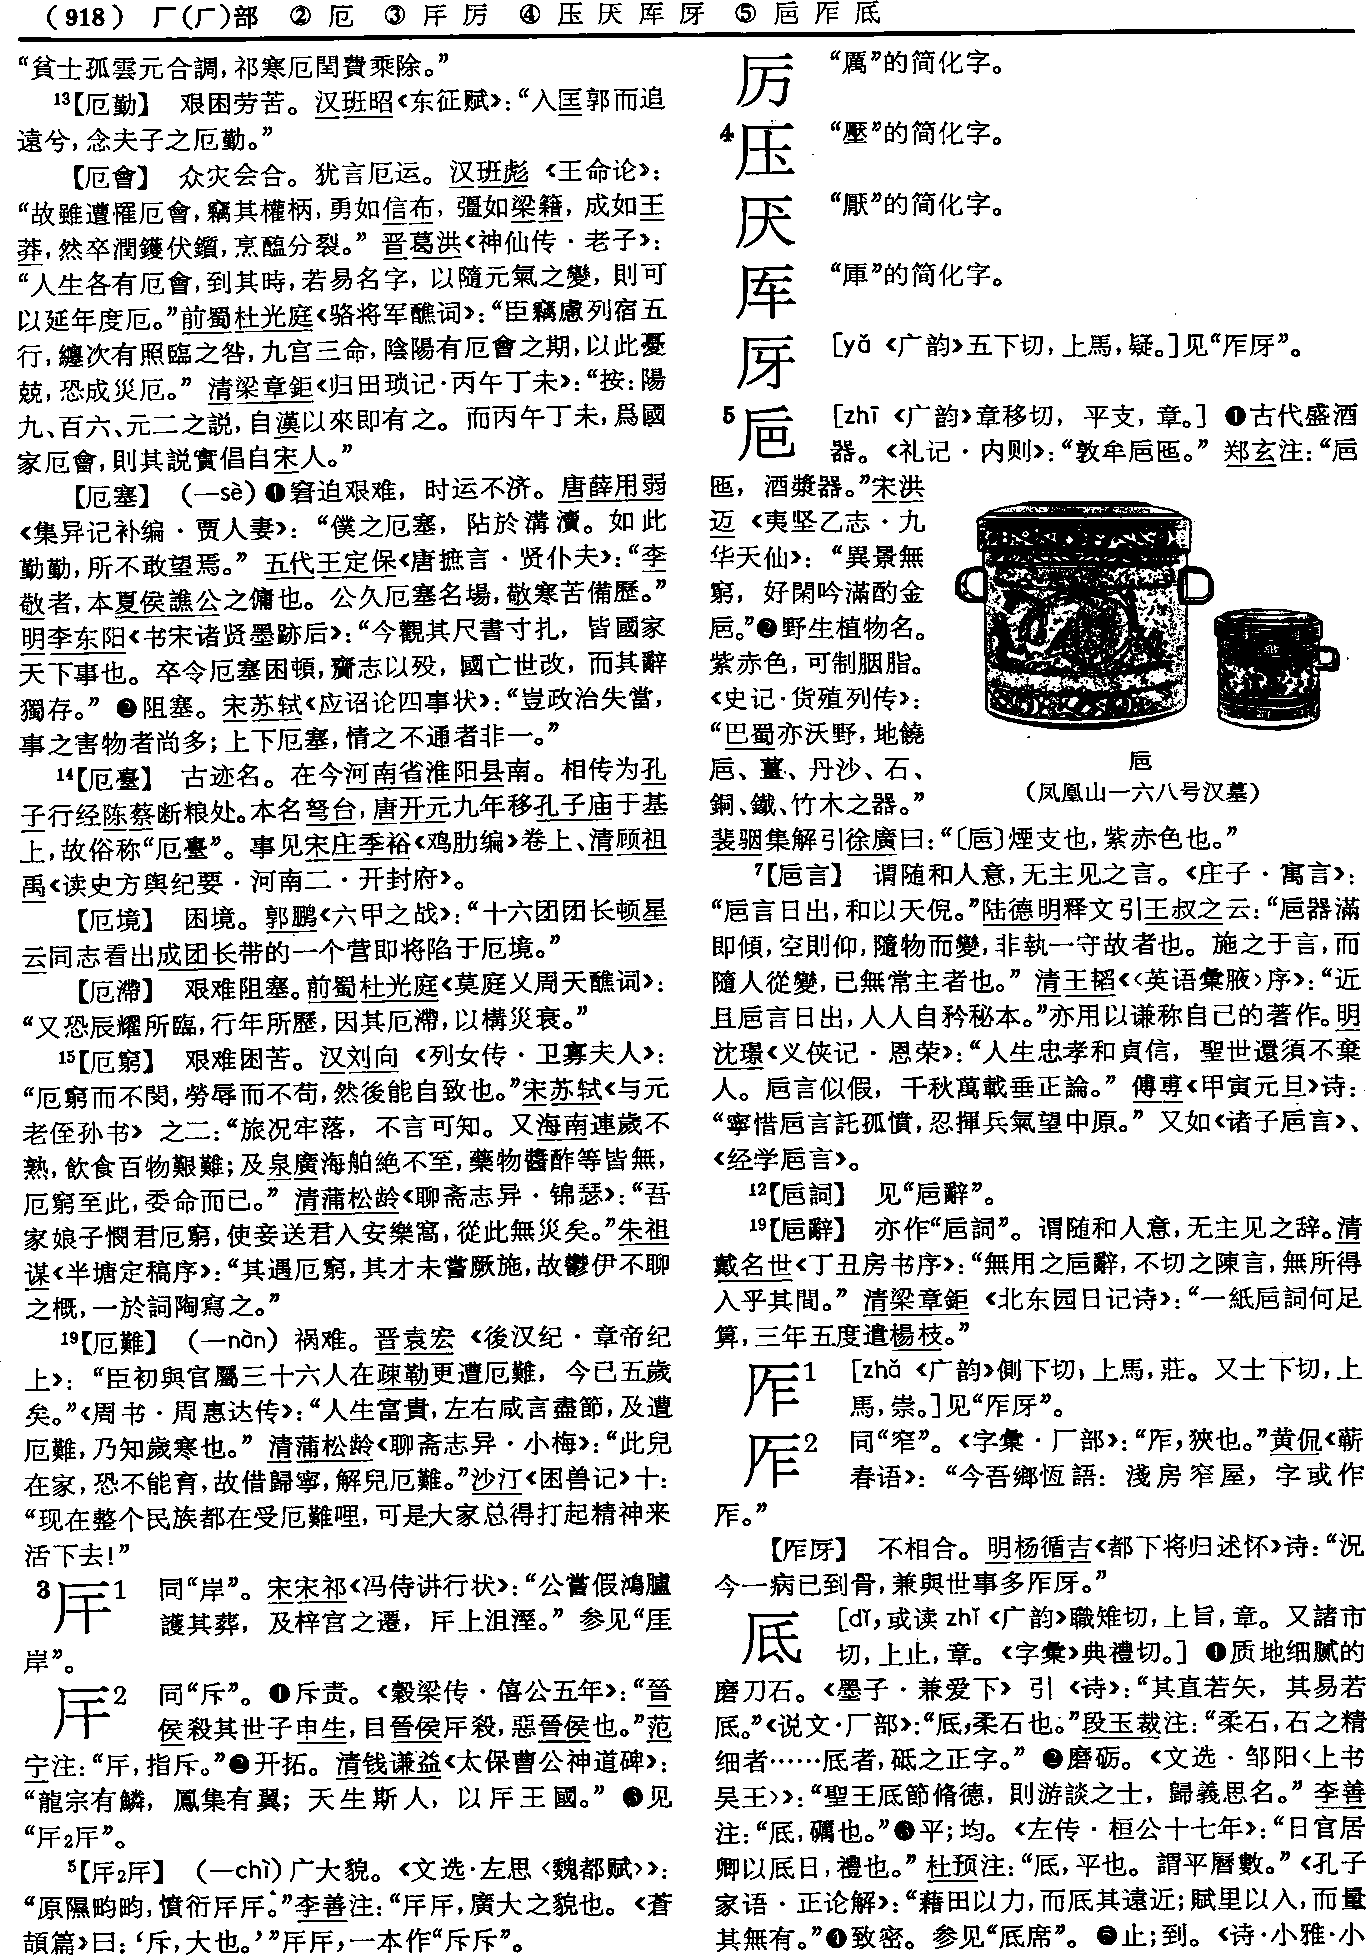 (918) 厂(⺁)部 ② 厄 ③ 厈 厉 ④ 压 厌 厍 厊 ⑤ 巵 厏 厎
“貧士孤雲元合調，祁寒厄閏費乘除。”
¹³【厄勤】 艰困劳苦。汉班昭《东征赋》：“入匡郭而追
遠兮，念夫子之厄勤。”
【厄會】 众灾会合。犹言厄运。汉班彪《王命论》：
“故雖遭罹厄會，竊其權柄，勇如信布，彊如梁籍，成如王
莽，然卒潤鑊伏鑕，烹醢分裂。” 晋葛洪《神仙传·老子》：
“人生各有厄會，到其時，若易名字，以隨元氣之變，則可
以延年度厄。”前蜀杜光庭《骆将军醮词》：“臣竊慮列宿五
行，纏次有照臨之咎，九宫三命，陰陽有厄會之期，以此憂
兢，恐成災厄。” 清梁章鉅《归田琐记·丙午丁未》：“按：陽
九、百六、元二之説，自漢以來即有之。而丙午丁未，爲國
家厄會，則其説實倡自宋人。”
【厄塞】 (一sè) ❶窘迫艰难，时运不济。唐薛用弱
《集异记补编·贾人妻》：“僕之厄塞，阽於溝瀆。如此
勤勤，所不敢望焉。” 五代王定保《唐摭言·贤仆夫》：“李
敬者，本夏侯譙公之傭也。公久厄塞名場，敬寒苦備歷。”
明李东阳《书宋诸贤墨跡后》：“今觀其尺書寸扎，皆國家
天下事也。卒令厄塞困頓，齎志以殁，國亡世改，而其辭
獨存。” ❷阻塞。宋苏轼《应诏论四事状》：“豈政治失當，
事之害物者尚多；上下厄塞，情之不通者非一。”
¹⁴【厄臺】 古迹名。在今河南省淮阳县南。相传为孔
子行经陈蔡断粮处。本名弩台，唐开元九年移孔子庙于基
上，故俗称“厄臺”。事见宋庄季裕《鸡肋编》卷上、清顾祖
禹《读史方舆纪要·河南二·开封府》。
【厄境】 困境。郭鹏《六甲之战》：“十六团团长顿星
云同志看出成团长带的一个营即将陷于厄境。”
【厄滯】 艰难阻塞。前蜀杜光庭《莫庭乂周天醮词》：
“又恐辰耀所臨，行年所歷，因其厄滯，以構災衰。”
¹⁵【厄窮】 艰难困苦。汉刘向《列女传·卫寡夫人》：
“厄窮而不閔，勞辱而不苟，然後能自致也。”宋苏轼《与元
老侄孙书》之二：“旅况牢落，不言可知。又海南連歲不
熟，飲食百物艱難；及泉廣海舶絶不至，藥物醬酢等皆無，
厄窮至此，委命而已。” 清蒲松龄《聊斋志异·锦瑟》：“吾
家娘子憫君厄窮，使妾送君入安樂窩，從此無災矣。”朱祖
谋《半塘定稿序》：“其遇厄窮，其才未嘗厥施，故鬱伊不聊
之概，一於詞陶寫之。”
¹⁹【厄難】 (一nàn) 祸难。晋袁宏《後汉纪·章帝纪
上》：“臣初與官屬三十六人在疎勒更遭厄難，今已五歲
矣。”《周书·周惠达传》：“人生富貴，左右咸言盡節，及遭
厄難，乃知歲寒也。” 清蒲松龄《聊斋志异·小梅》：“此兒
在家，恐不能育，故借歸寧，解兒厄難。”沙汀《困兽记》十：
“现在整个民族都在受厄難哩，可是大家总得打起精神来
活下去！”
3 厈1 同“岸”。宋宋祁《冯侍讲行状》：“公嘗假鴻臚
護其葬，及梓宫之遷，厈上沮溼。” 参见“厓
岸”。
厈2 同“斥”。❶斥责。《穀梁传·僖公五年》：“晉
侯殺其世子申生，目晉侯厈殺，惡晉侯也。”范
宁注：“厈，指斥。”❷开拓。清钱谦益《太保曹公神道碑》：
“龍宗有鱗，鳳集有翼；天生斯人，以厈王國。” ❸见
“厈₂厈”。
⁵【厈₂厈】 (一chì) 广大貌。《文选·左思〈魏都赋〉》：
“原隰畇畇，墳衍厈厈。”李善注：“厈厈，廣大之貌也。《蒼
頡篇》曰：‘斥，大也。’”厈厈，一本作“斥斥”。
厉 “厲”的简化字。
4 压 “壓”的简化字。
厌 “厭”的简化字。
厍 “厙”的简化字。
厊 [yǎ 《广韵》五下切，上馬，疑。]见“厏厊”。
5 巵 [zhī 《广韵》章移切，平支，章。] ❶古代盛酒
器。《礼记·内则》：“敦牟巵匜。” 郑玄注：“巵
匜，酒漿器。”宋洪
迈《夷坚乙志·九
华天仙》：“異景無
窮，好閑吟滿酌金
巵。”❷野生植物名。
紫赤色，可制胭脂。
《史记·货殖列传》：
“巴蜀亦沃野，地饒
巵、薑、丹沙、石、
銅、鐵、竹木之器。”
巵
(凤凰山一六八号汉墓)
裴骃集解引徐廣曰：“〔巵〕煙支也，紫赤色也。”
⁷【巵言】 谓随和人意，无主见之言。《庄子·寓言》：
“巵言日出，和以天倪。”陆德明释文引王叔之云：“巵器滿
即傾，空則仰，隨物而變，非執一守故者也。施之于言，而
隨人從變，已無常主者也。” 清王韬《〈英语彙腋〉序》：“近
且巵言日出，人人自矜秘本。”亦用以谦称自己的著作。明
沈璟《义侠记·恩荣》：“人生忠孝和貞信，聖世還須不棄
人。巵言似假，千秋萬載垂正論。” 傅尃《甲寅元旦》诗：
“寧惜巵言託孤憤，忍揮兵氣望中原。” 又如《诸子巵言》、
《经学巵言》。
¹²【巵詞】 见“巵辭”。
¹⁹【巵辭】 亦作“巵詞”。谓随和人意，无主见之辞。清
戴名世《丁丑房书序》：“無用之巵辭，不切之陳言，無所得
入乎其間。” 清梁章鉅《北东园日记诗》：“一紙巵詞何足
算，三年五度遣楊枝。”
厏1 [zhǎ 《广韵》側下切，上馬，莊。又士下切，上
馬，崇。]见“厏厊”。
厏2 同“窄”。《字彙·厂部》：“厏，狹也。”黄侃《蕲
春语》：“今吾鄉恆語：淺房窄屋，字或作
厏。”
【厏厊】 不相合。明杨循吉《都下将归述怀》诗：“況
今一病已到骨，兼與世事多厏厊。”
厎 [dǐ，或读zhǐ 《广韵》職雉切，上旨，章。又諸市
切，上止，章。《字彙》典禮切。] ❶质地细腻的
磨刀石。《墨子·兼爱下》引《诗》：“其直若矢，其易若
厎。”《说文·厂部》：“厎，柔石也。”段玉裁注：“柔石，石之精
细者……厎者，砥之正字。” ❷磨砺。《文选·邹阳〈上书
吴王〉》：“聖王厎節脩德，則游談之士，歸義思名。” 李善
注：“厎，礪也。”❸平；均。《左传·桓公十七年》：“日官居
卿以厎日，禮也。” 杜预注：“厎，平也。謂平曆數。”《孔子
家语·正论解》：“藉田以力，而厎其遠近；賦里以入，而量
其無有。”❹致密。参见“厎席”。❺止；到。《诗·小雅·小